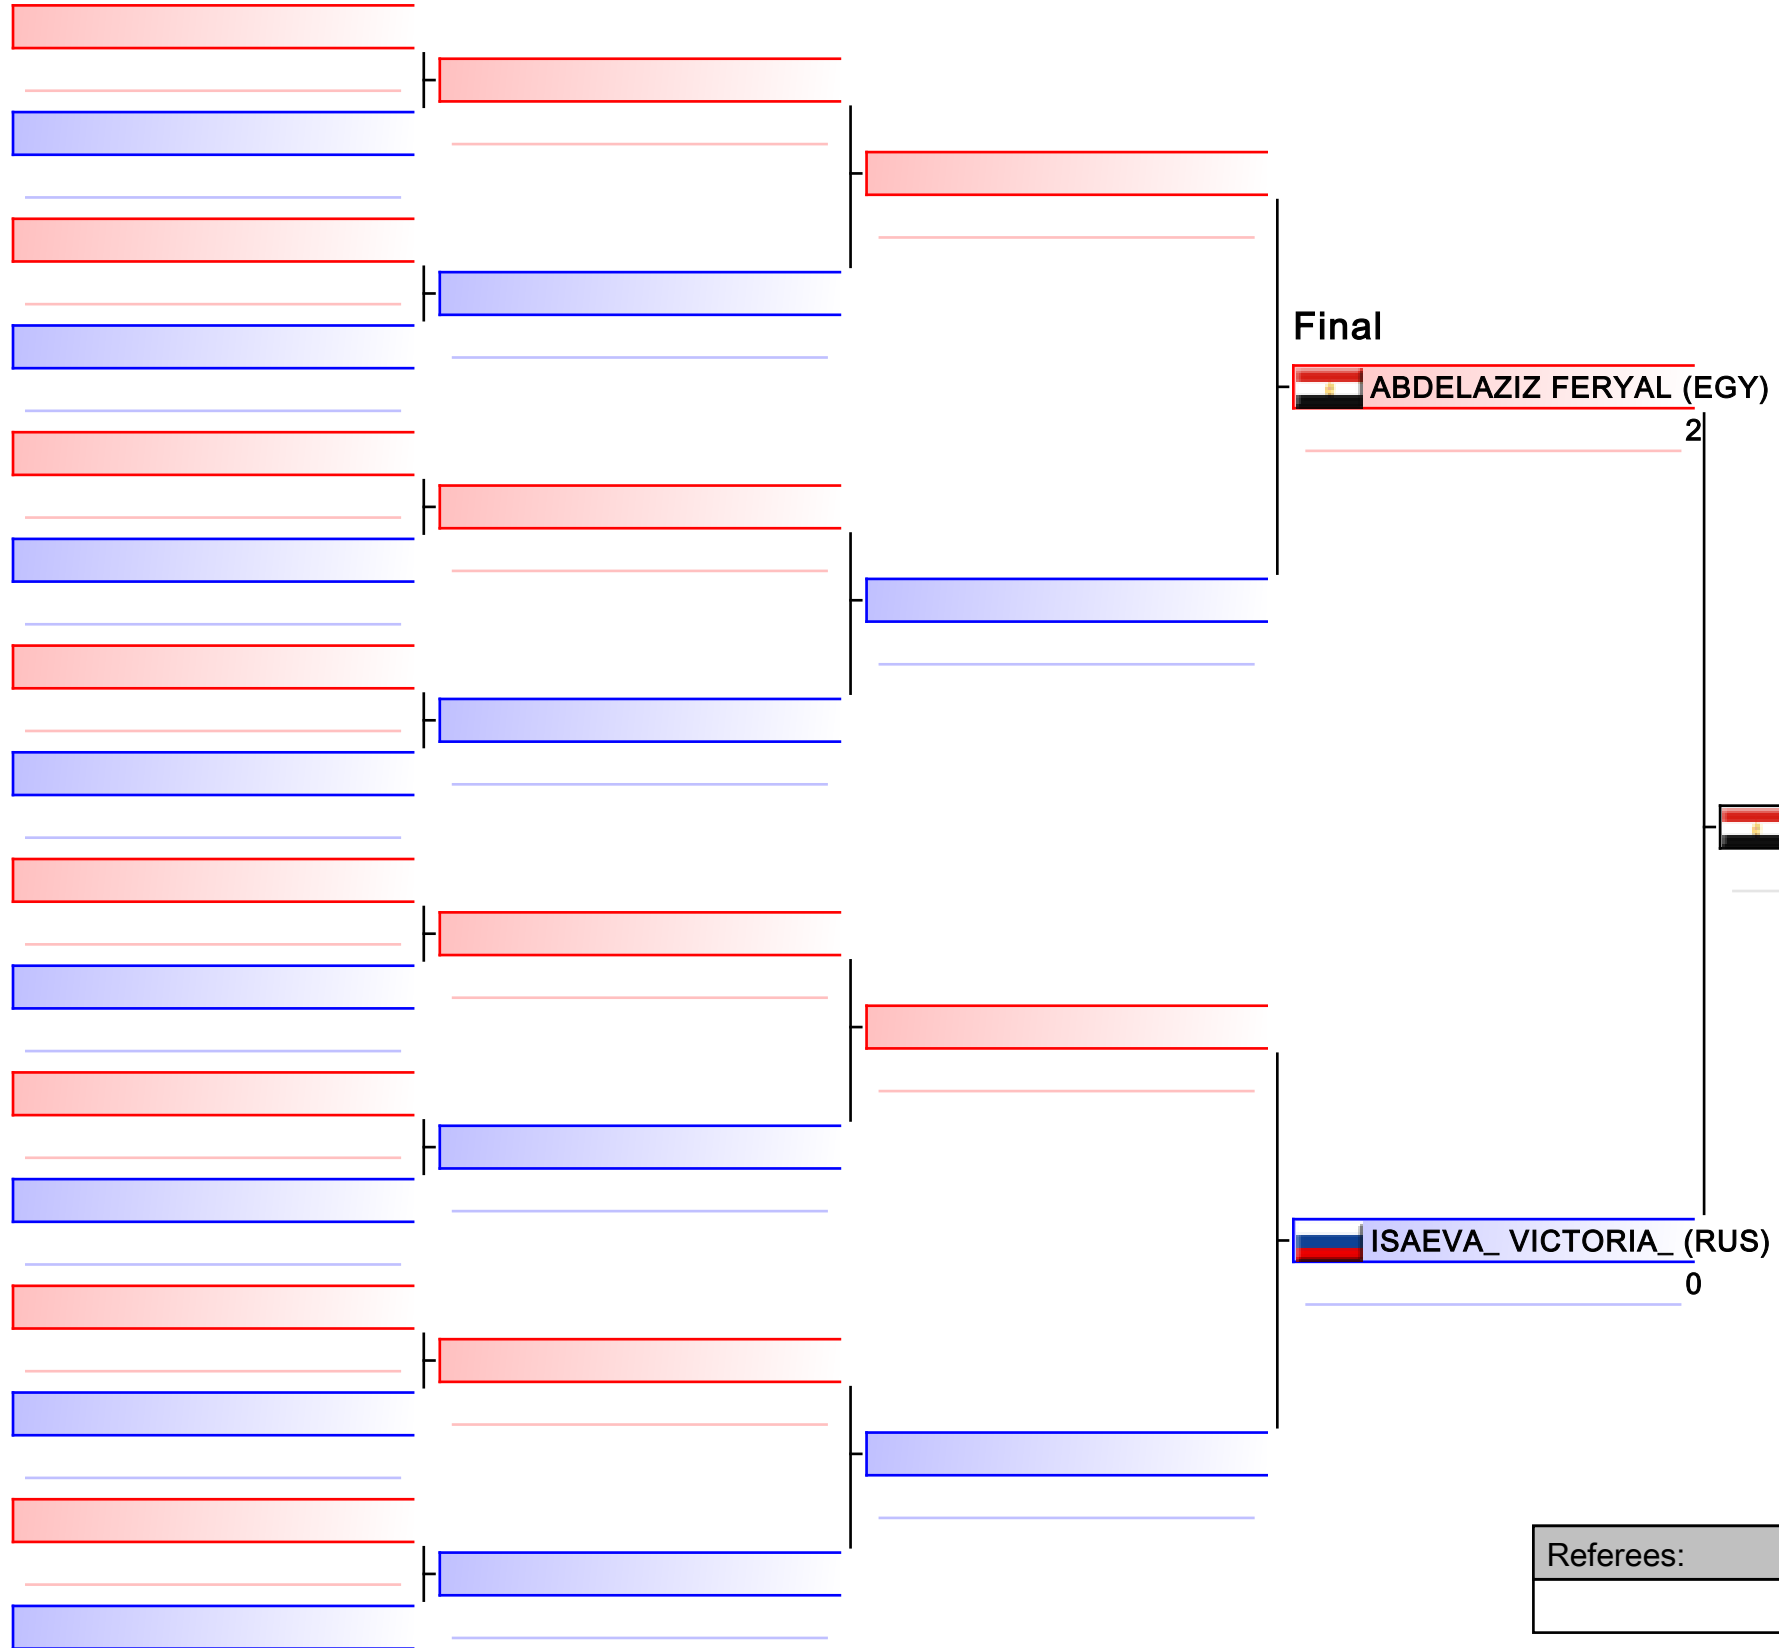 Final
ABDELAZIZ FERYAL (EGY)
2
ISAEVA_ VICTORIA_ (RUS)
0
Referees: